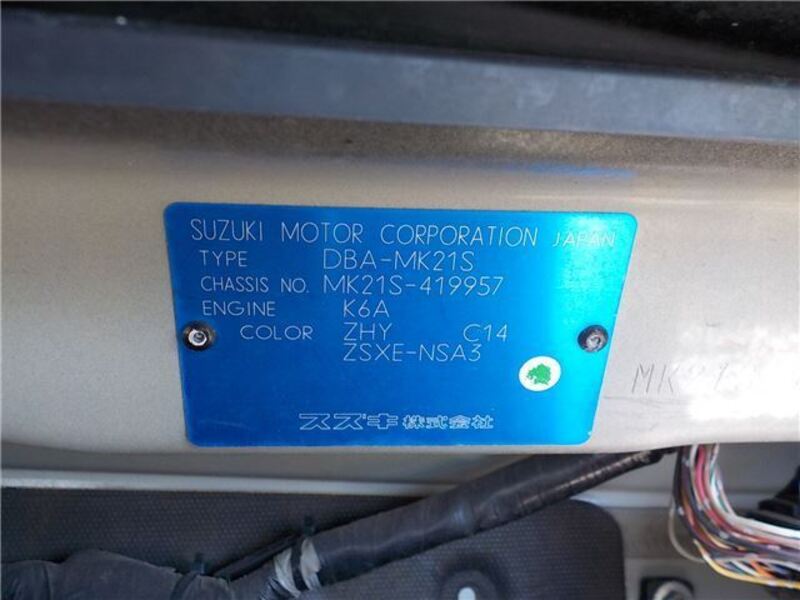 SUZUKI MOTOR CORPORATION JAPAN
TYPE DBA-MK21S
CHASSIS NO. MK21S-419957
ENGINE K6A
COLOR ZHY C14
ZSXE-NSA3
スズキ株式会社